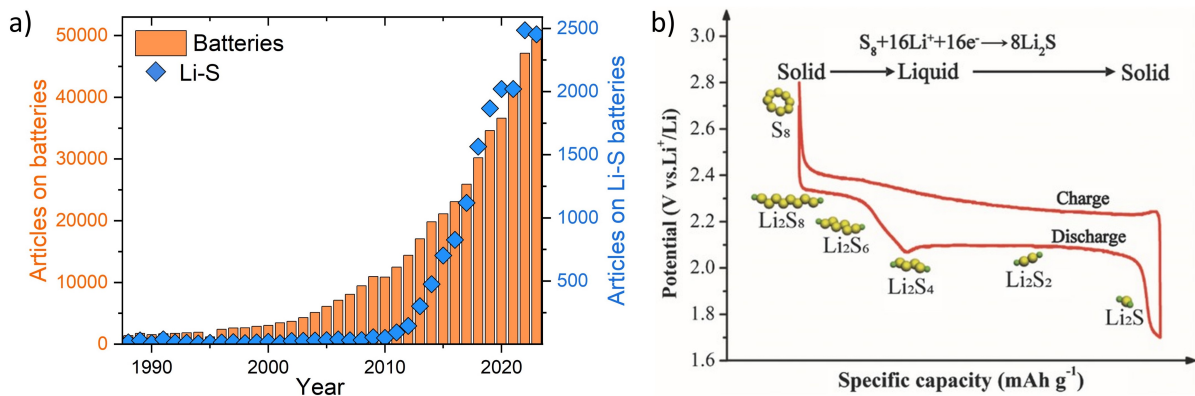 a)
Articles on batteries
50000
40000
30000
20000
10000
0
Batteries
Li-S
2500
2000
1500
1000
500
Articles on Li-S batteries
1990
2000
2010
2020
Year
b)
Potential (V vs.Li⁺/Li)
3.0
2.8
2.6
2.4
2.2
2.0
1.8
1.6
S₈+16Li⁺+16e⁻⟶8Li₂S
Solid
Liquid
Solid
S₈
Li₂S₈
Li₂S₆
Li₂S₄
Li₂S₂
Li₂S
Charge
Discharge
Specific capacity (mAh g⁻¹)